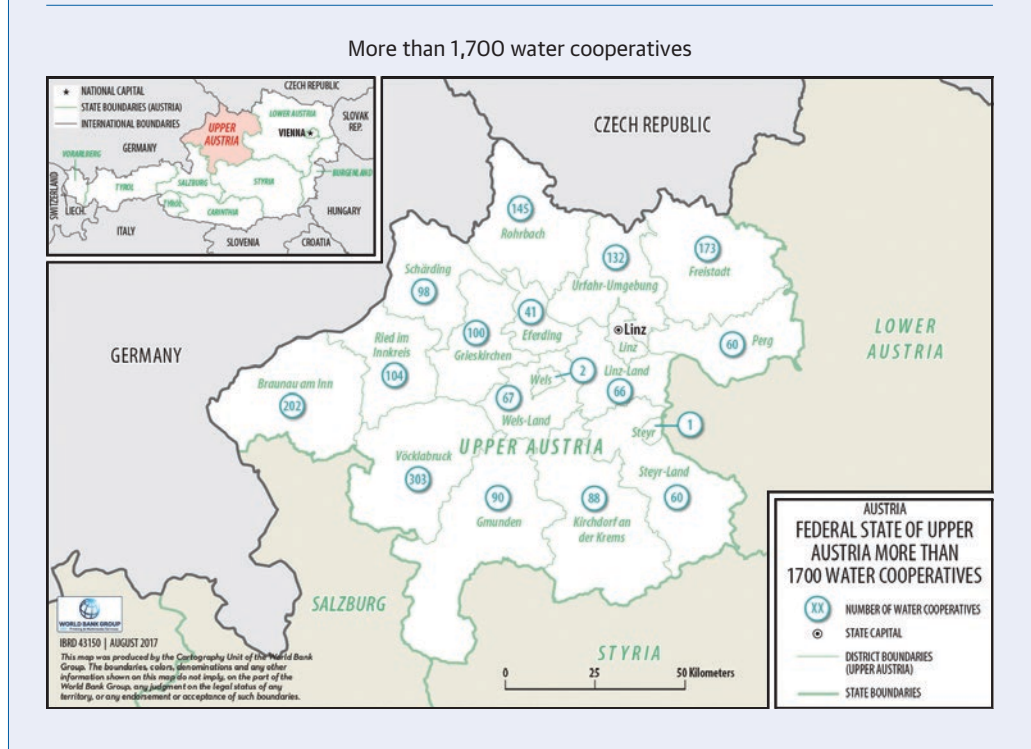 More than 1,700 water cooperatives
NATIONAL CAPITAL
STATE BOUNDARIES (AUSTRIA)
INTERNATIONAL BOUNDARIES
CZECH REPUBLIC
SLOVAK
REP.
LOWER AUSTRIA
UPPER
AUSTRIA
VIENNA
GERMANY
VORARLBERG
BURGENLAND
SWITZERLAND
LIECH.
TYROL
SALZBURG
STYRIA
TYROL
CARINTHIA
HUNGARY
ITALY
SLOVENIA
CROATIA
CZECH REPUBLIC
145
Rohrbach
132
Urfahr-Umgebung
173
Freistadt
Schärding
98
41
Eferding
100
Grieskirchen
Linz
Linz
60
Perg
LOWER
AUSTRIA
GERMANY
Ried im
Innkreis
104
Braunau am Inn
202
Wels
2
Linz-Land
66
67
Wels-Land
Steyr
1
UPPER AUSTRIA
Vöcklabruck
303
90
Gmunden
88
Kirchdorf an
der Krems
Steyr-Land
60
SALZBURG
STYRIA
0
25
50 Kilometers
AUSTRIA
FEDERAL STATE OF UPPER
AUSTRIA MORE THAN
1700 WATER COOPERATIVES
XX
NUMBER OF WATER COOPERATIVES
STATE CAPITAL
DISTRICT BOUNDARIES
(UPPER AUSTRIA)
STATE BOUNDARIES
WORLD BANK GROUP
IBRD 43150 | AUGUST 2017
This map was produced by the Cartography Unit of the World Bank
Group. The boundaries, colors, denominations and any other
information shown on this map do not imply, on the part of the
World Bank Group, any judgment on the legal status of any
territory, or any endorsement or acceptance of such boundaries.